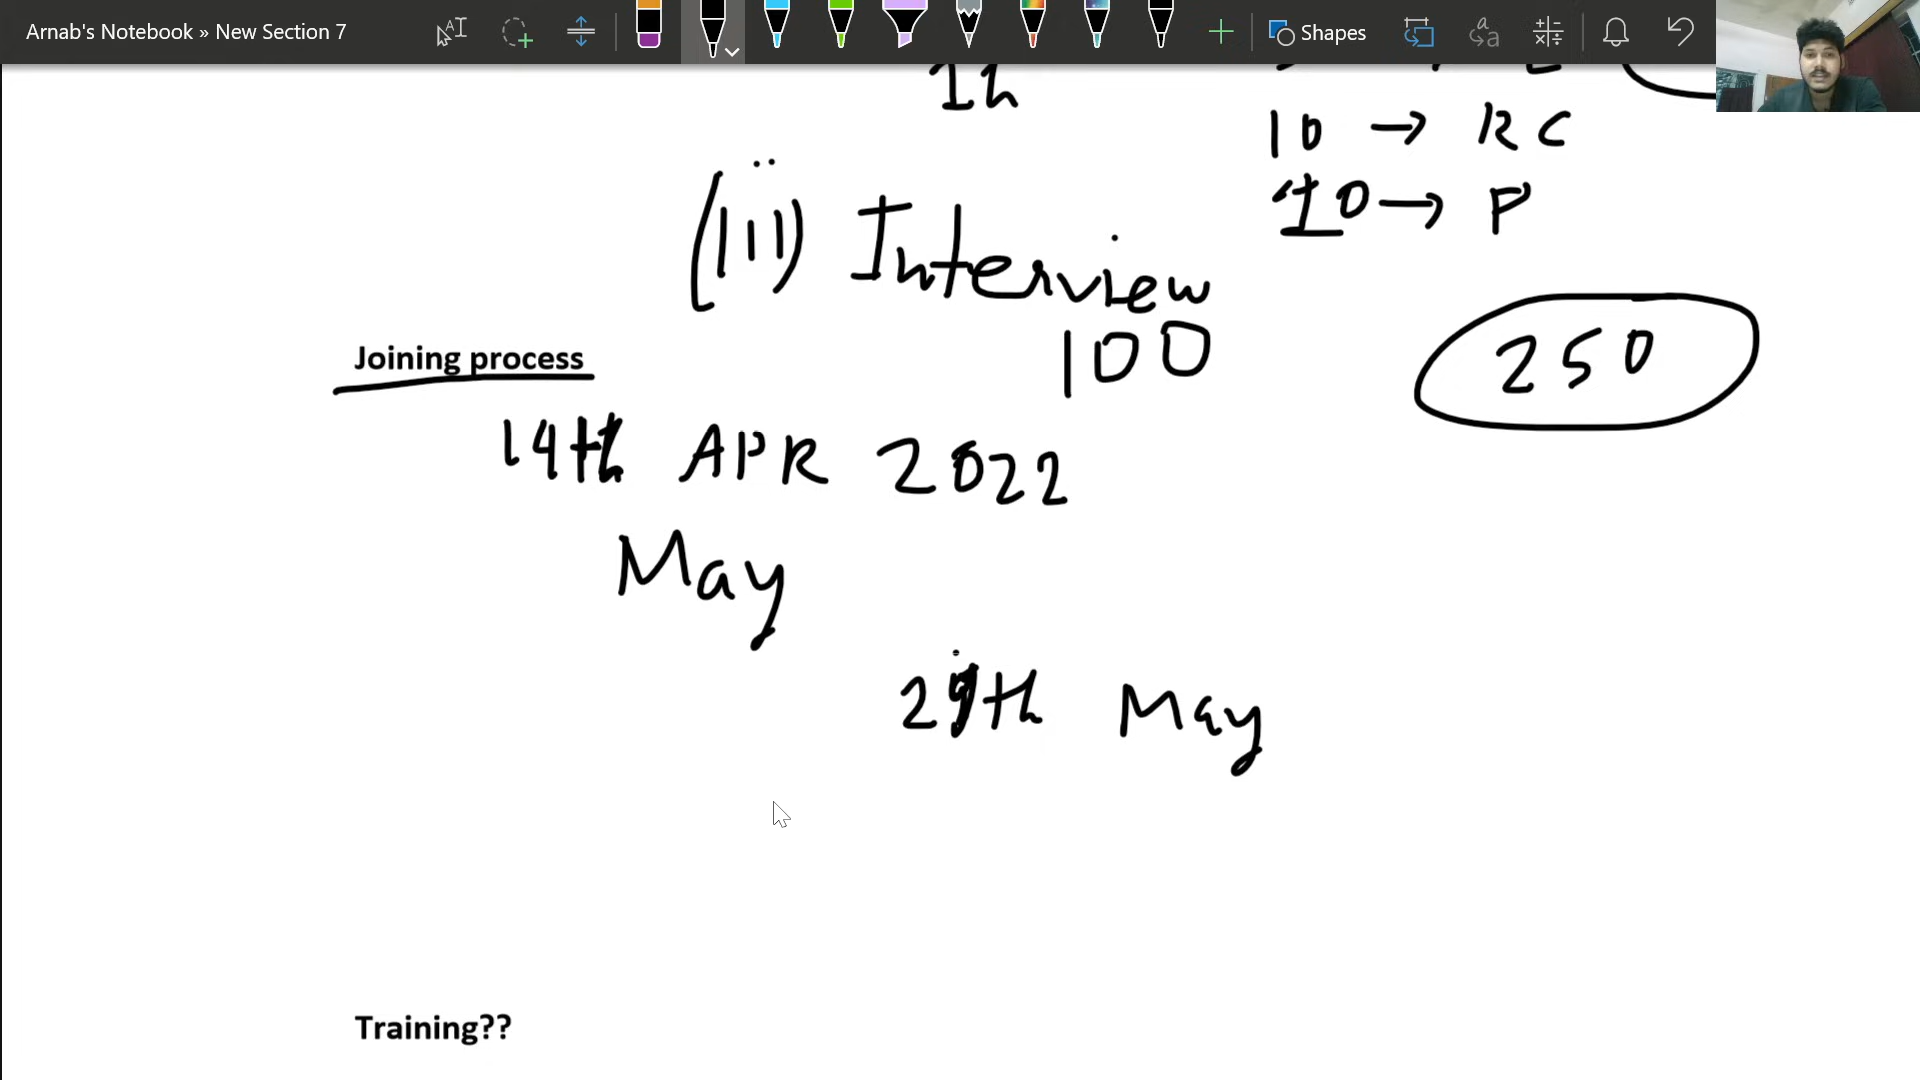 Arnab's Notebook » New Section 7
Shapes
1h
10 → RC
10 → P
(iii) Interview
100
250
Joining process
14th APR 2022
May
29th May
Training??